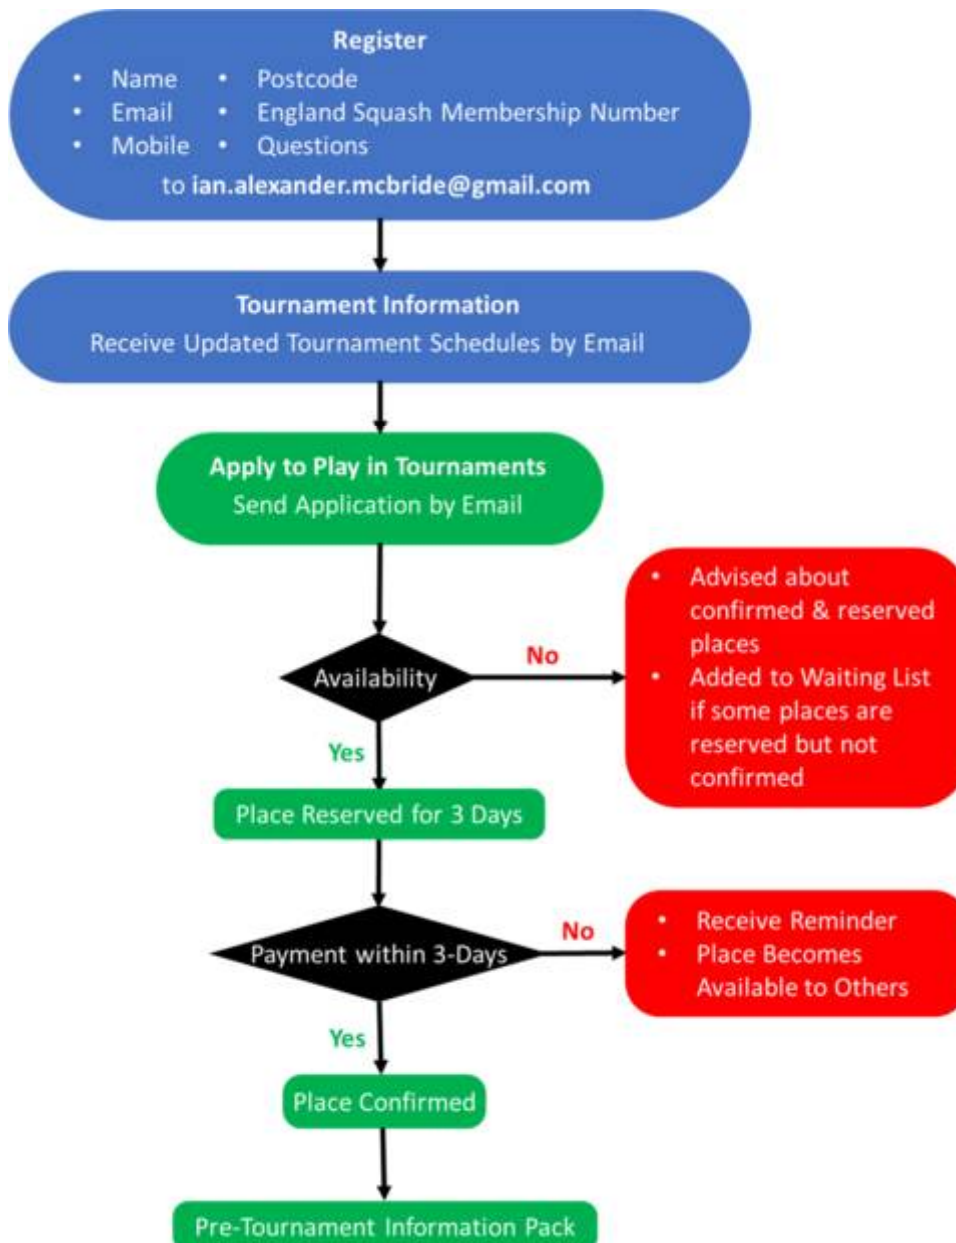 Register
• Name • Postcode
• Email • England Squash Membership Number
• Mobile • Questions
to ian.alexander.mcbride@gmail.com
Tournament Information
Receive Updated Tournament Schedules by Email
Apply to Play in Tournaments
Send Application by Email
• Advised about
confirmed & reserved
places
• Added to Waiting List
if some places are
reserved but not
confirmed
No
Availability
Yes
Place Reserved for 3 Days
Payment within 3-Days
No
• Receive Reminder
• Place Becomes
Available to Others
Yes
Place Confirmed
Pre-Tournament Information Pack